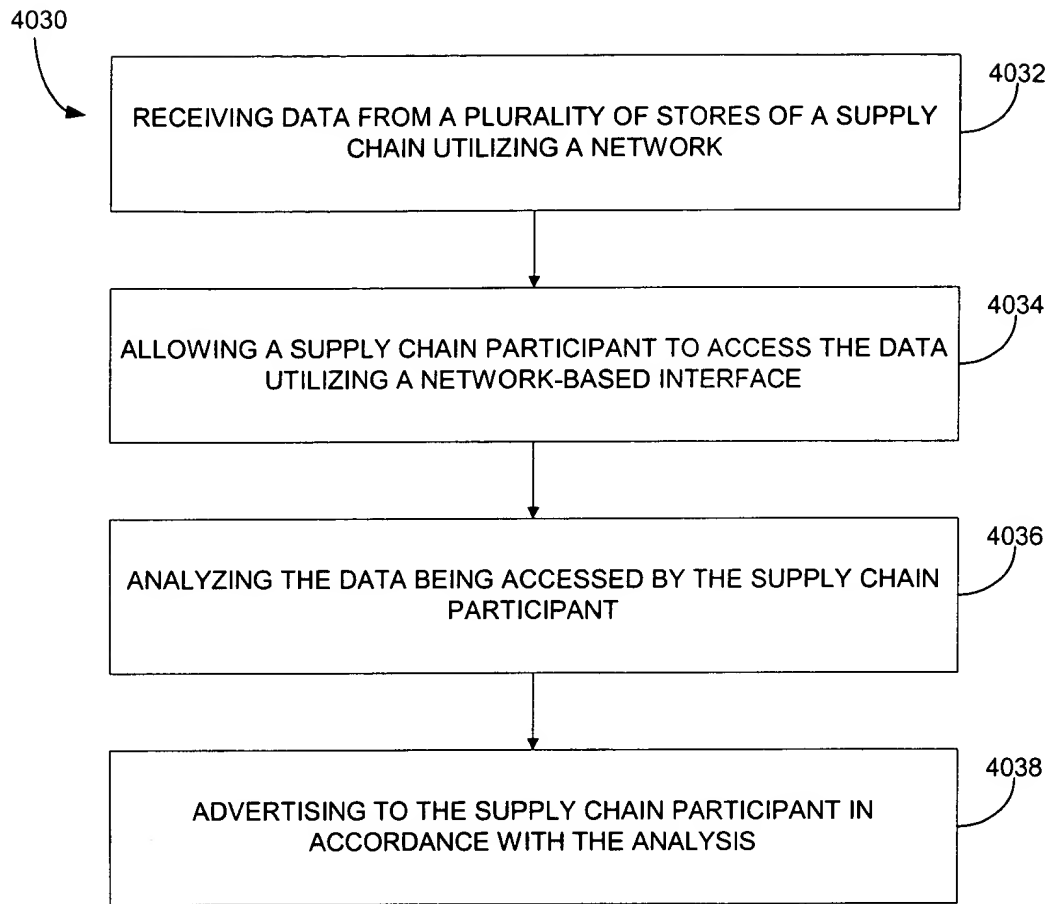 4030
4032
RECEIVING DATA FROM A PLURALITY OF STORES OF A SUPPLY
CHAIN UTILIZING A NETWORK
4034
ALLOWING A SUPPLY CHAIN PARTICIPANT TO ACCESS THE DATA
UTILIZING A NETWORK-BASED INTERFACE
4036
ANALYZING THE DATA BEING ACCESSED BY THE SUPPLY CHAIN
PARTICIPANT
4038
ADVERTISING TO THE SUPPLY CHAIN PARTICIPANT IN
ACCORDANCE WITH THE ANALYSIS